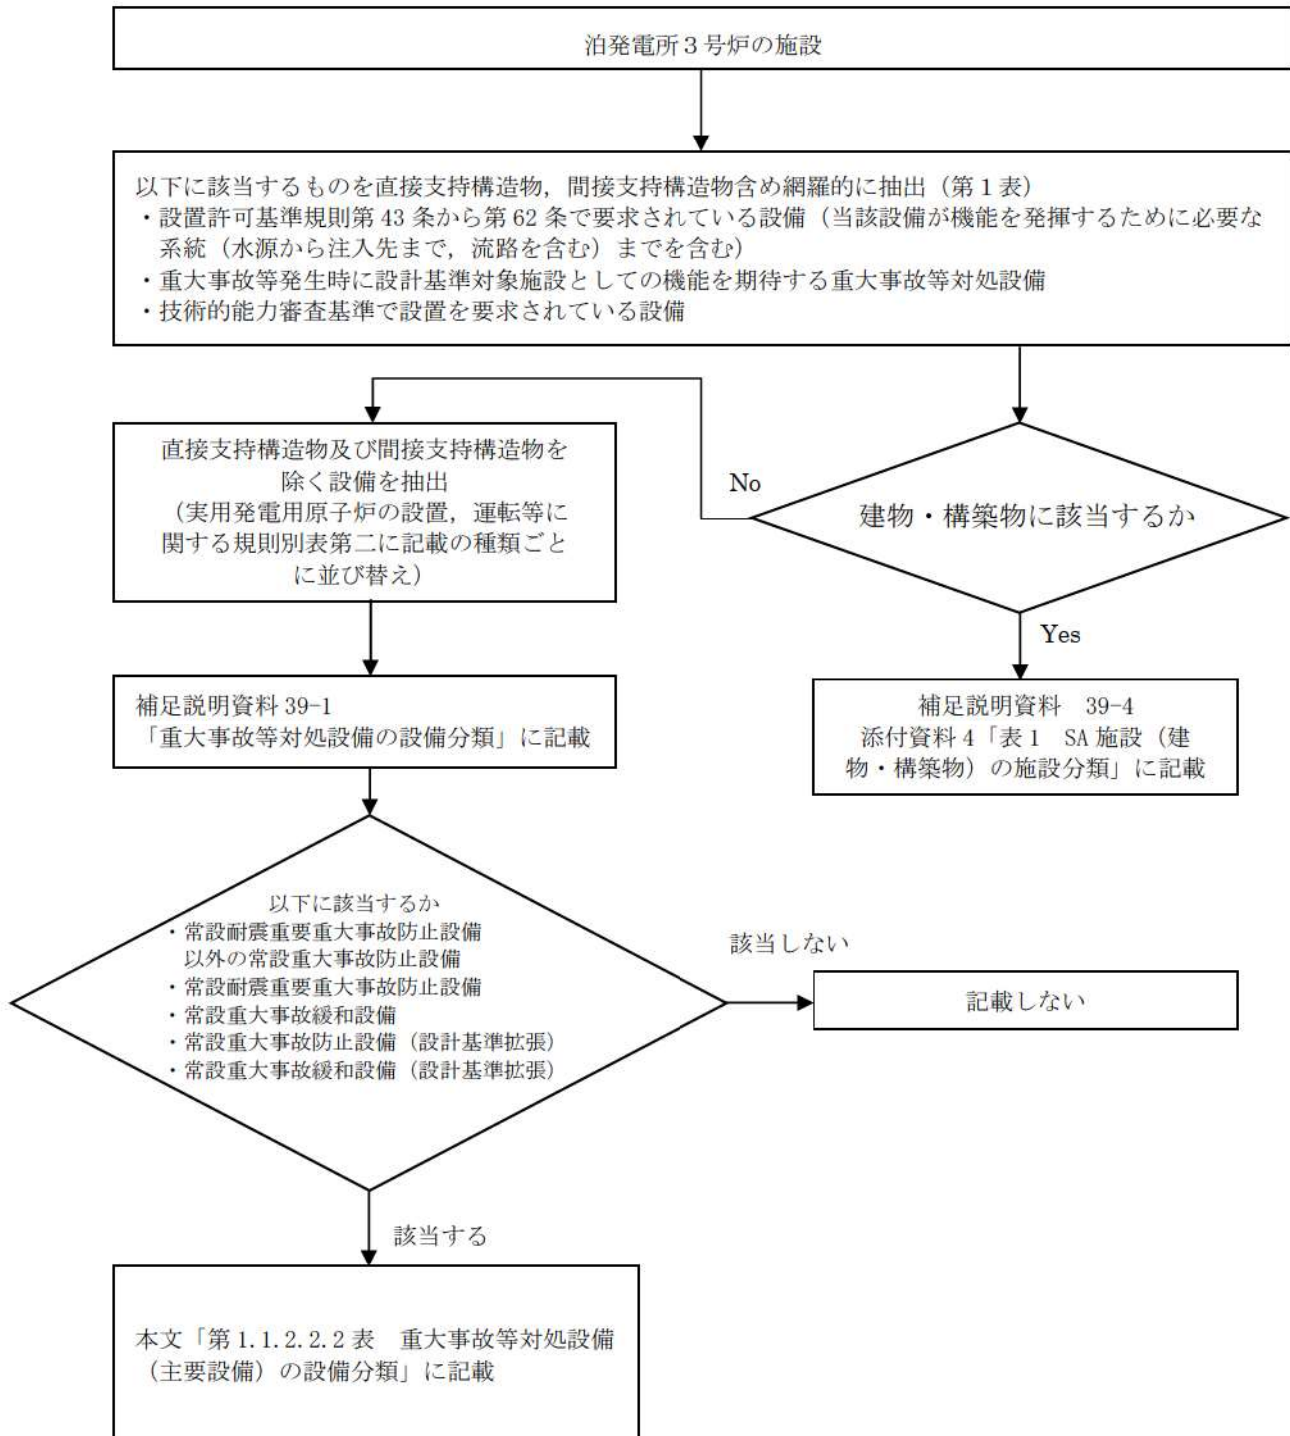 泊発電所３号炉の施設
以下に該当するものを直接支持構造物，間接支持構造物含め網羅的に抽出（第１表）
・設置許可基準規則第 43 条から第 62 条で要求されている設備（当該設備が機能を発揮するために必要な
系統（水源から注入先まで，流路を含む）までを含む）
・重大事故等発生時に設計基準対象施設としての機能を期待する重大事故等対処設備
・技術的能力審査基準で設置を要求されている設備
直接支持構造物及び間接支持構造物を
除く設備を抽出
（実用発電用原子炉の設置，運転等に
関する規則別表第二に記載の種類ごと
に並び替え）
No
建物・構築物に該当するか
Yes
補足説明資料 39-1
「重大事故等対処設備の設備分類」に記載
補足説明資料　39-4
添付資料 4「表 1　SA 施設（建
物・構築物）の施設分類」に記載
以下に該当するか
・常設耐震重要重大事故防止設備
以外の常設重大事故防止設備
・常設耐震重要重大事故防止設備
・常設重大事故緩和設備
・常設重大事故防止設備（設計基準拡張）
・常設重大事故緩和設備（設計基準拡張）
該当しない
記載しない
該当する
本文「第 1.1.2.2.2 表　重大事故等対処設備
（主要設備）の設備分類」に記載